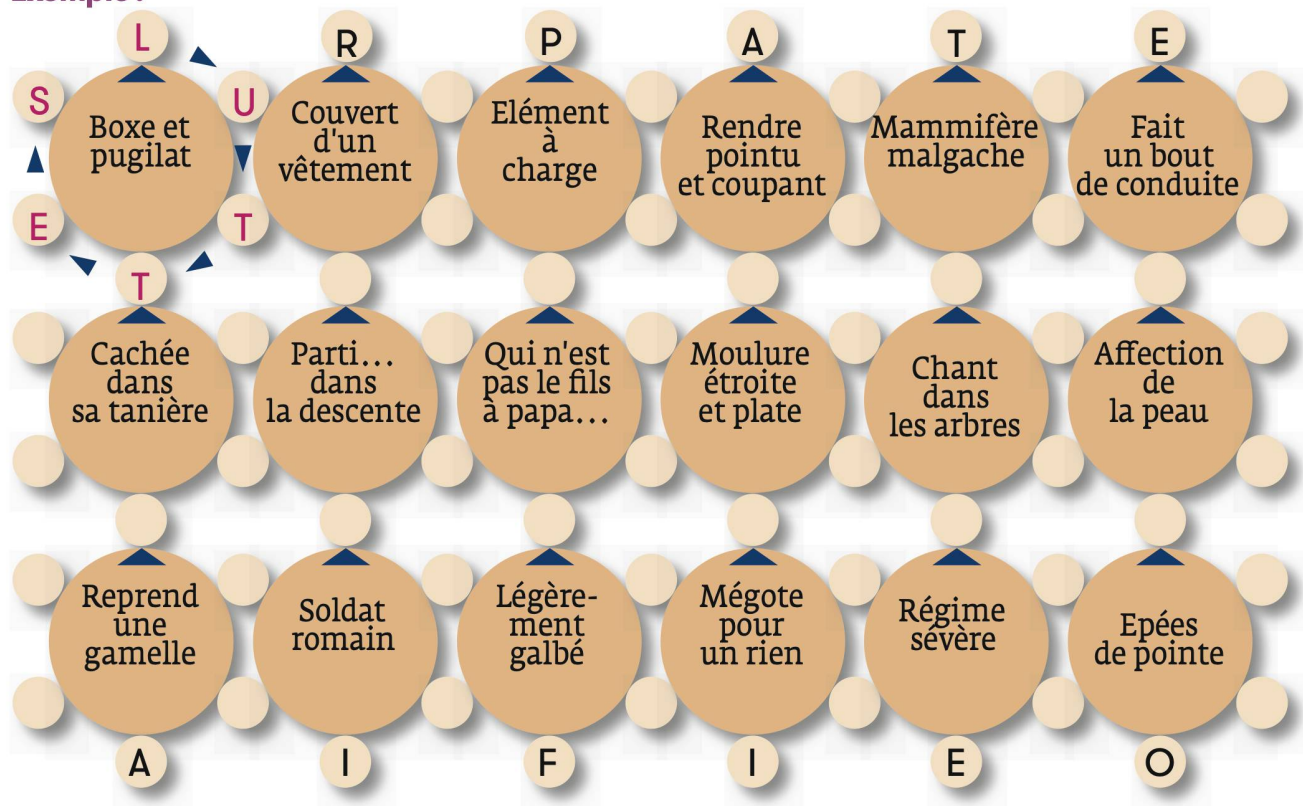 Exemple :
L R P A T E
S U
Boxe et
pugilat
Couvert
d'un
vêtement
Elément
à
charge
Rendre
pointu
et coupant
Mammifère
malgache
Fait
un bout
de conduite
E T
T
Cachée
dans
sa tanière
Parti...
dans
la descente
Qui n'est
pas le fils
à papa...
Moulure
étroite
et plate
Chant
dans
les arbres
Affection
de
la peau
Reprend
une
gamelle
Soldat
romain
Légère-
ment
galbé
Mégote
pour
un rien
Régime
sévère
Epées
de pointe
A I F I E O